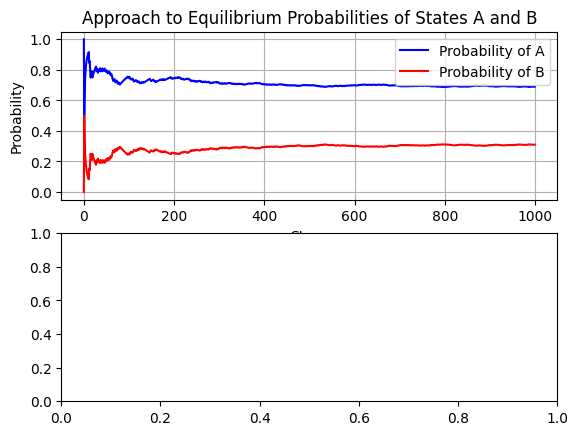 Approach to Equilibrium Probabilities of States A and B
1.0
0.8
0.6
0.4
0.2
0.0
Probability
Probability of A
Probability of B
0 200 400 600 800 1000
1.0
0.8
0.6
0.4
0.2
0.0
0.0 0.2 0.4 0.6 0.8 1.0